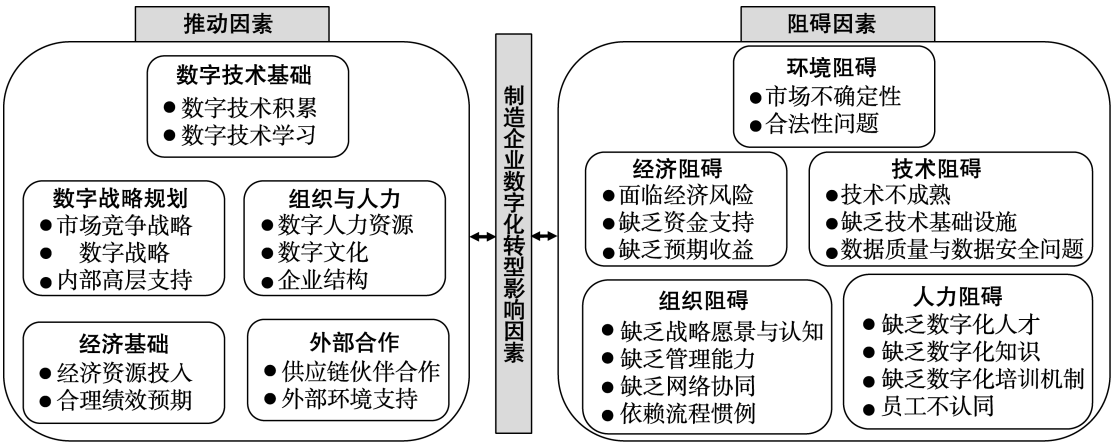 推动因素
数字技术基础
● 数字技术积累
● 数字技术学习
数字战略规划
● 市场竞争战略
● 数字战略
● 内部高层支持
组织与人力
● 数字人力资源
● 数字文化
● 企业结构
经济基础
● 经济资源投入
● 合理绩效预期
外部合作
● 供应链伙伴合作
● 外部环境支持
制造企业数字化转型影响因素
阻碍因素
环境阻碍
● 市场不确定性
● 合法性问题
经济阻碍
● 面临经济风险
● 缺乏资金支持
● 缺乏预期收益
技术阻碍
● 技术不成熟
● 缺乏技术基础设施
● 数据质量与数据安全问题
组织阻碍
● 缺乏战略愿景与认知
● 缺乏管理能力
● 缺乏网络协同
● 依赖流程惯例
人力阻碍
● 缺乏数字化人才
● 缺乏数字化知识
● 缺乏数字化培训机制
● 员工不认同